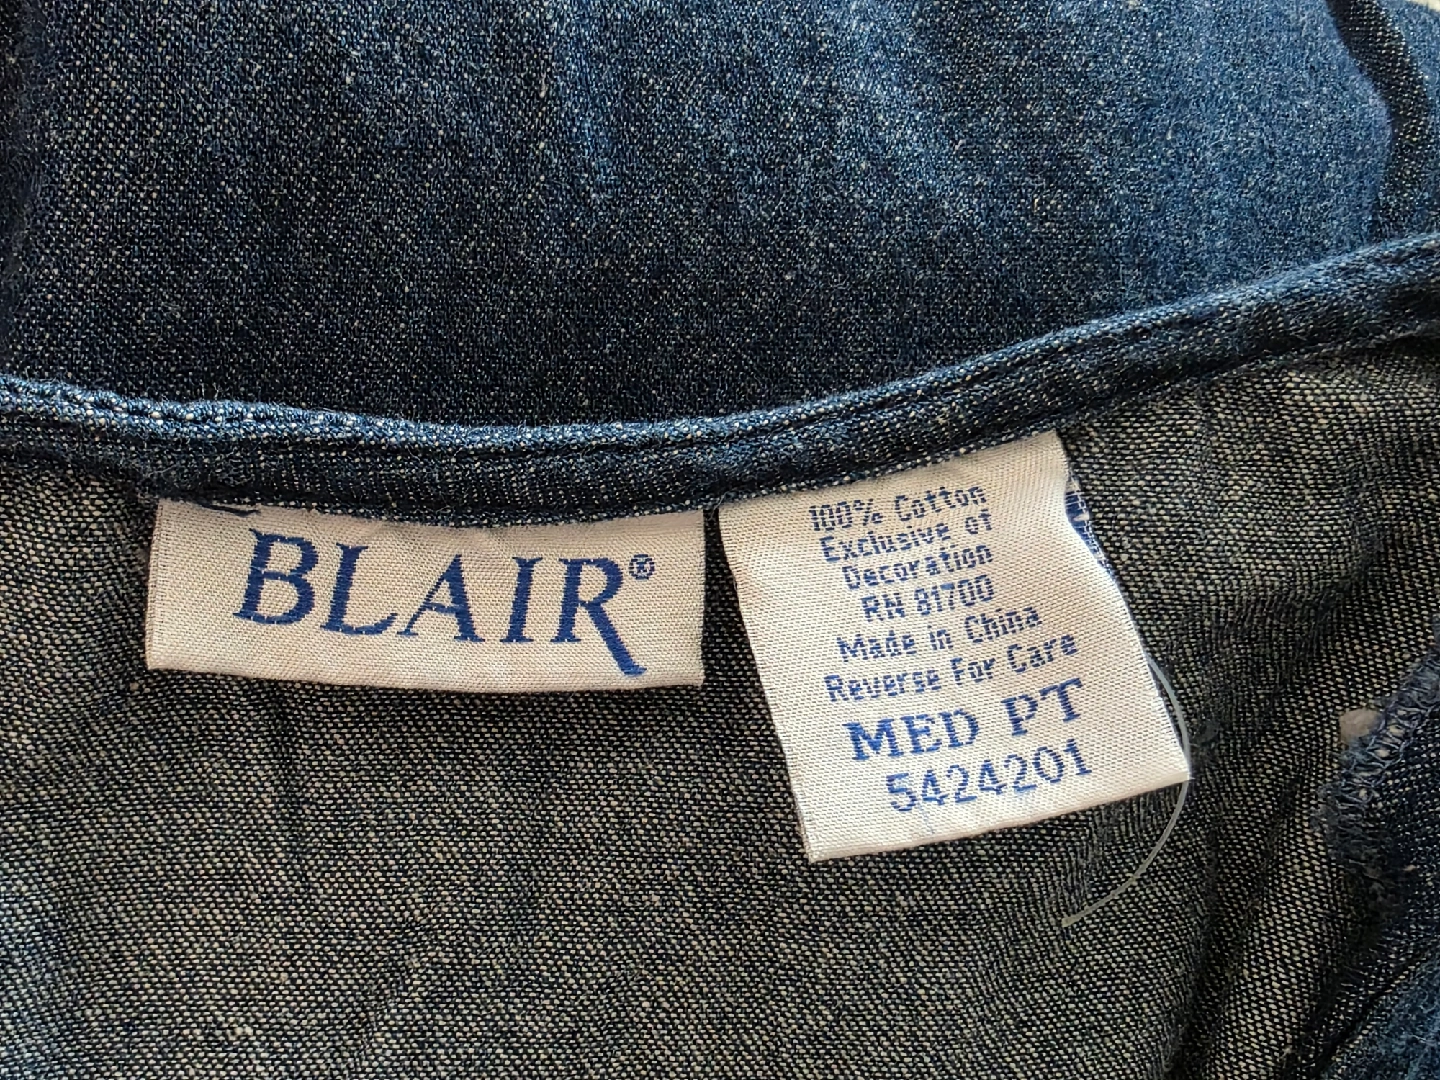 BLAIR®
100% Cotton
Exclusive of
Decoration
RN 81700
Made in China
Reverse For Care
MED PT
5424201